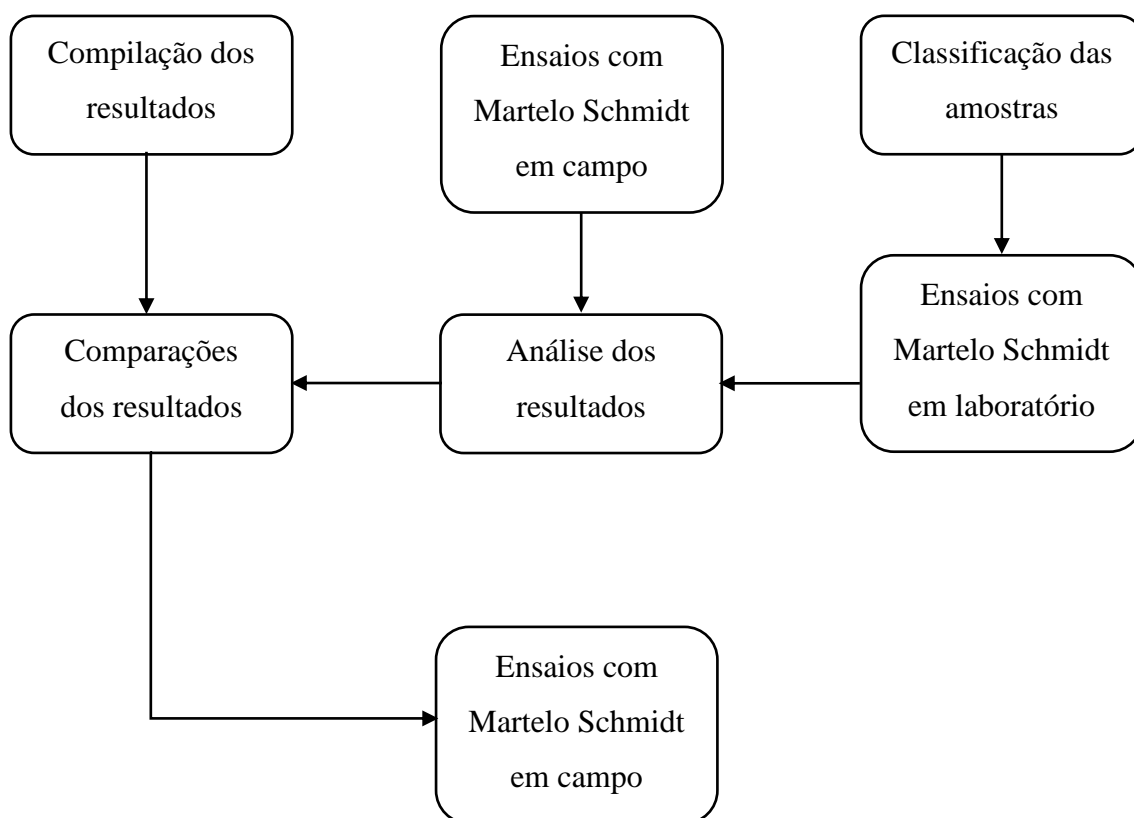 Compilação dos
resultados
Ensaios com
Martelo Schmidt
em campo
Classificação das
amostras
Comparações
dos resultados
Análise dos
resultados
Ensaios com
Martelo Schmidt
em laboratório
Ensaios com
Martelo Schmidt
em campo